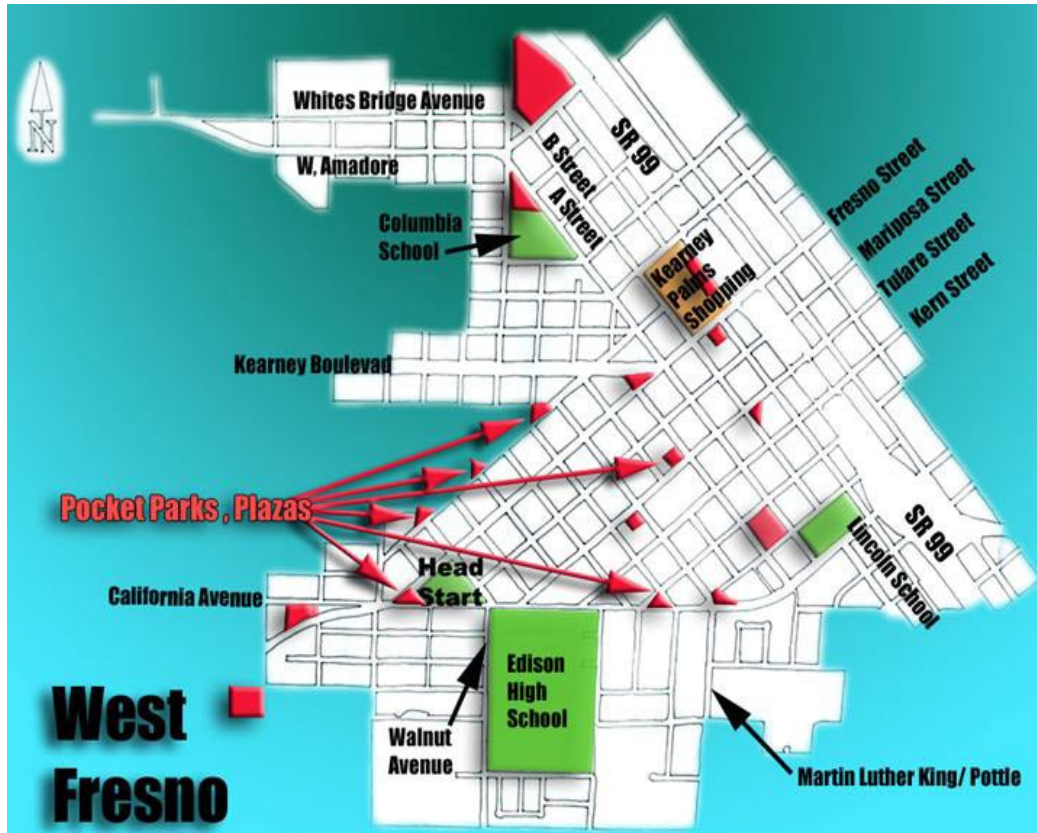 N
Whites Bridge Avenue
W, Amadore
B Street
A Street
SR 99
Fresno Street
Mariposa Street
Tulare Street
Kern Street
Columbia
School
Kearney
Palms
Shopping
Kearney Boulevad
Pocket Parks , Plazas
Head
Start
California Avenue
Lincoln School
SR 99
Edison
High
School
Walnut
Avenue
Martin Luther King/ Pottle
West
Fresno